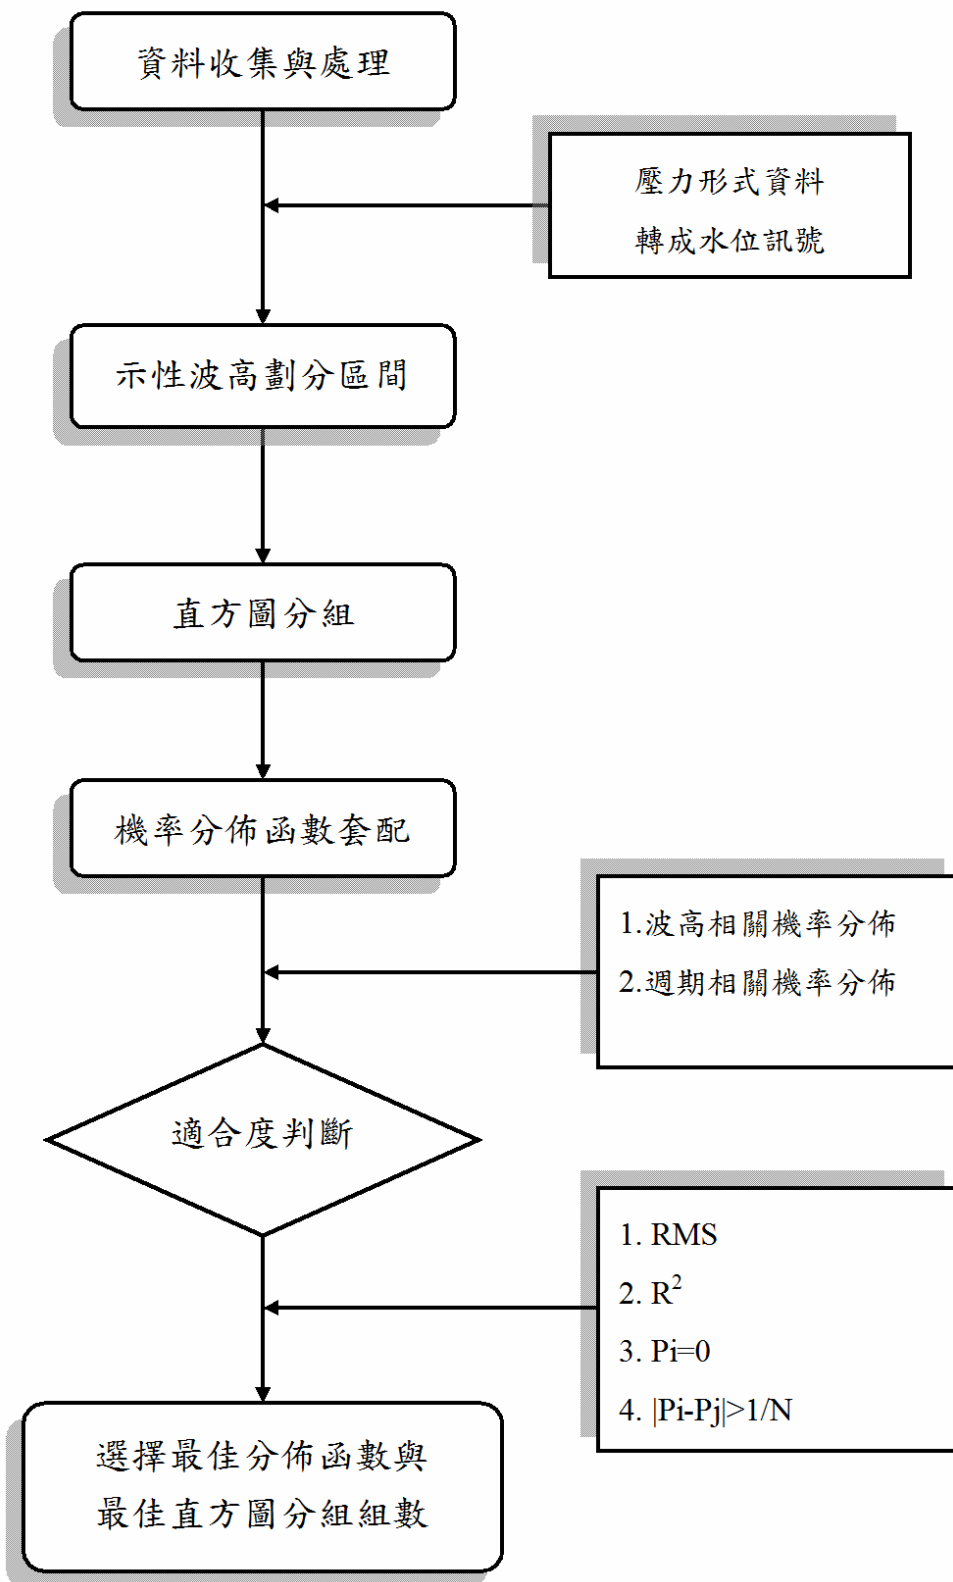 資料收集與處理
壓力形式資料
轉成水位訊號
示性波高劃分區間
直方圖分組
機率分佈函數套配
1.波高相關機率分佈
2.週期相關機率分佈
適合度判斷
1. RMS
2. R²
3. Pi=0
4. |Pi-Pj|>1/N
選擇最佳分佈函數與
最佳直方圖分組組數